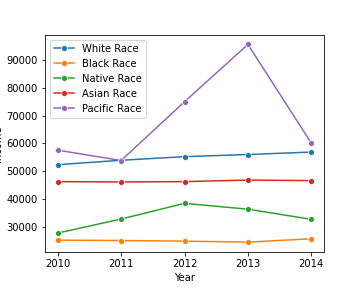 White Race
Black Race
Native Race
Asian Race
Pacific Race
90000
80000
70000
60000
50000
40000
30000
2010
2011
2012
2013
2014
Year